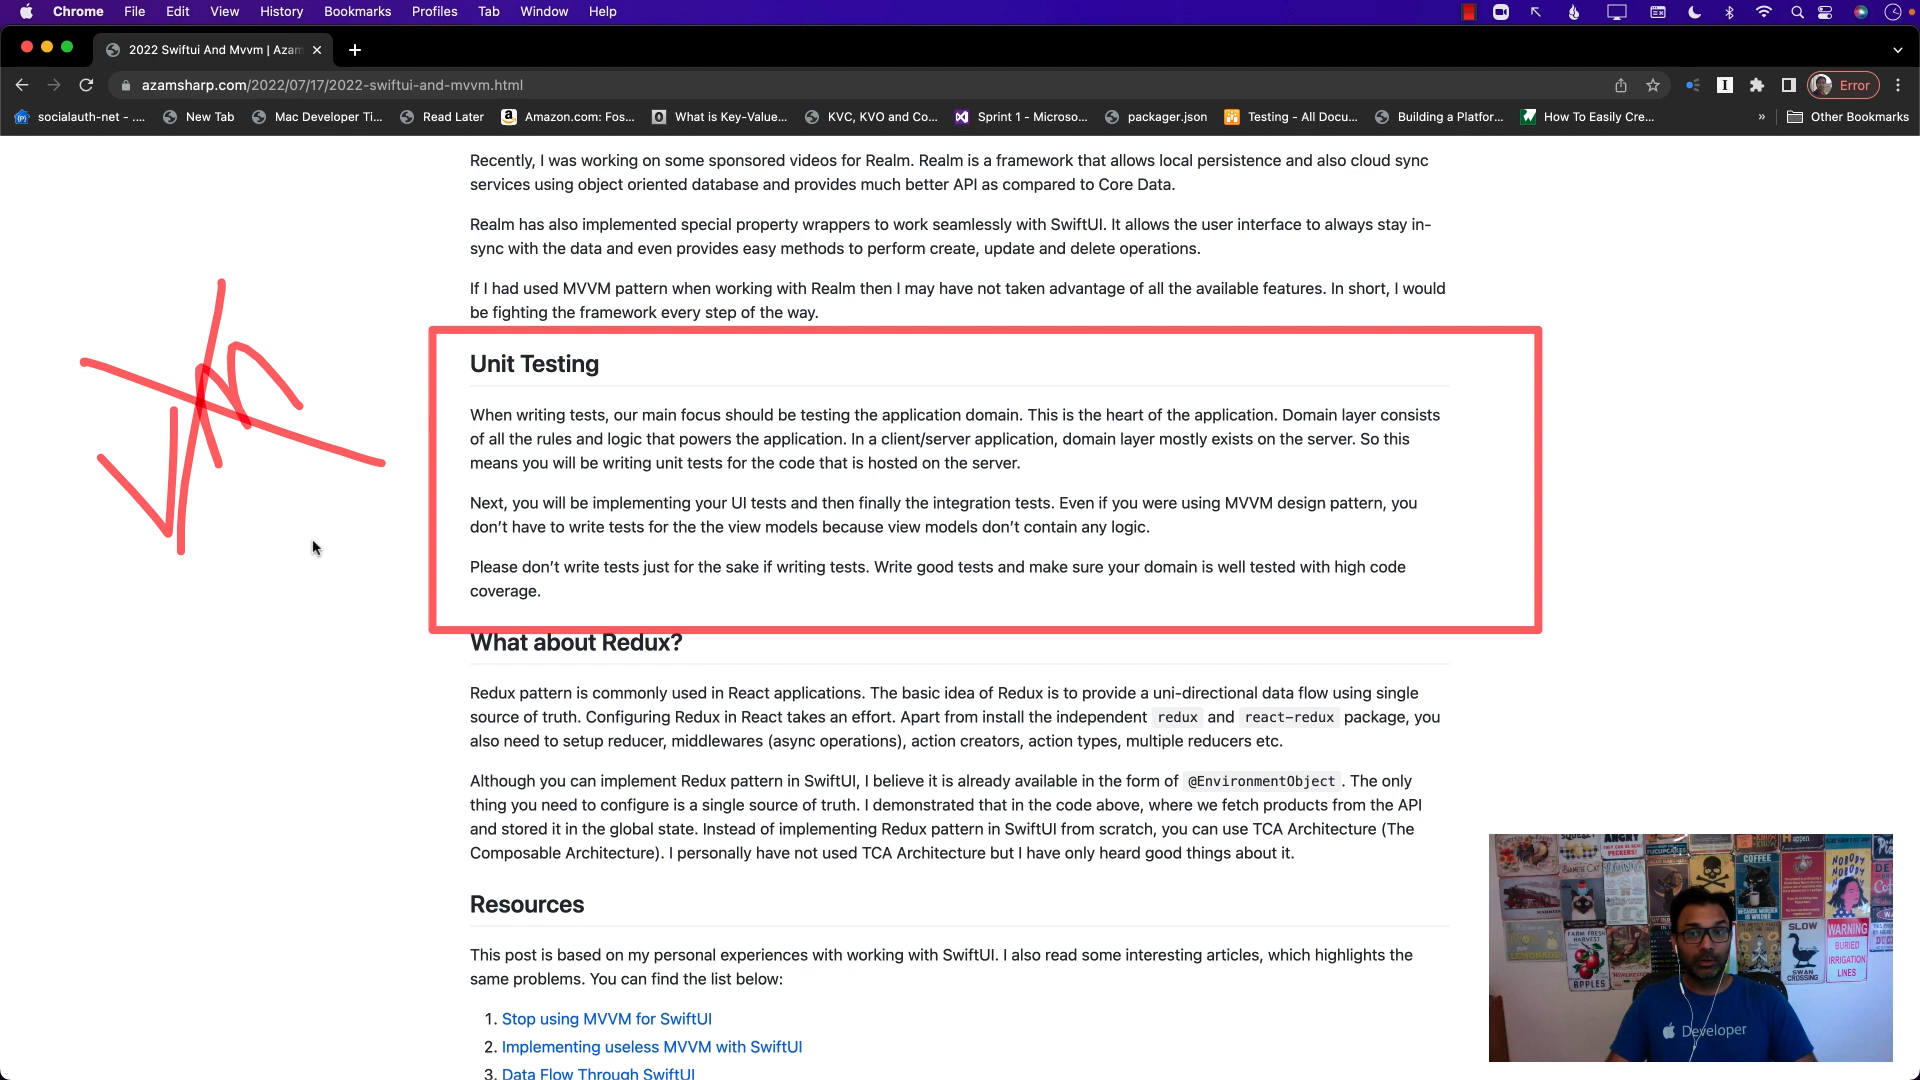 Chrome File Edit View History Bookmarks Profiles Tab Window Help
2022 Swiftui And Mvvm | Azam
azamsharp.com/2022/07/17/2022-swiftui-and-mvvm.html
Error
socialauth-net - .... New Tab Mac Developer Ti... Read Later Amazon.com: Fos... What is Key-Value... KVC, KVO and Co... Sprint 1 - Microso... packager.json Testing - All Docu... Building a Platfor... How To Easily Cre... » Other Bookmarks
Recently, I was working on some sponsored videos for Realm. Realm is a framework that allows local persistence and also cloud sync
services using object oriented database and provides much better API as compared to Core Data.
Realm has also implemented special property wrappers to work seamlessly with SwiftUI. It allows the user interface to always stay in-
sync with the data and even provides easy methods to perform create, update and delete operations.
If I had used MVVM pattern when working with Realm then I may have not taken advantage of all the available features. In short, I would
be fighting the framework every step of the way.
Unit Testing
When writing tests, our main focus should be testing the application domain. This is the heart of the application. Domain layer consists
of all the rules and logic that powers the application. In a client/server application, domain layer mostly exists on the server. So this
means you will be writing unit tests for the code that is hosted on the server.
Next, you will be implementing your UI tests and then finally the integration tests. Even if you were using MVVM design pattern, you
don't have to write tests for the the view models because view models don't contain any logic.
Please don't write tests just for the sake if writing tests. Write good tests and make sure your domain is well tested with high code
coverage.
What about Redux?
Redux pattern is commonly used in React applications. The basic idea of Redux is to provide a uni-directional data flow using single
source of truth. Configuring Redux in React takes an effort. Apart from install the independent redux and react-redux package, you
also need to setup reducer, middlewares (async operations), action creators, action types, multiple reducers etc.
Although you can implement Redux pattern in SwiftUI, I believe it is already available in the form of @EnvironmentObject. The only
thing you need to configure is a single source of truth. I demonstrated that in the code above, where we fetch products from the API
and stored it in the global state. Instead of implementing Redux pattern in SwiftUI from scratch, you can use TCA Architecture (The
Composable Architecture). I personally have not used TCA Architecture but I have only heard good things about it.
Resources
This post is based on my personal experiences with working with SwiftUI. I also read some interesting articles, which highlights the
same problems. You can find the list below:
1. Stop using MVVM for SwiftUI
2. Implementing useless MVVM with SwiftUI
3. Data Flow Through SwiftUI
COFFEE
NOBODY
FARM FRESH
HARVEST
APPLES
SLOW
SWAN
CROSSING
WARNING
BURIED
IRRIGATION
LINES
Developer